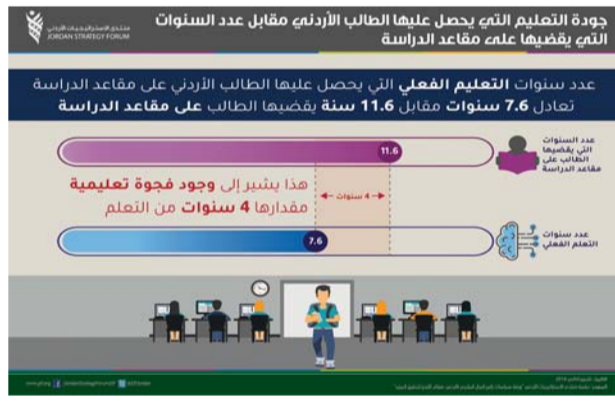 جودة التعليم التي يحصل عليها الطالب الأردني مقابل عدد السنوات
التي يقضيها على مقاعد الدراسة
منتدى الاستراتيجيات الأردني
JORDAN STRATEGY FORUM
عدد سنوات التعليم الفعلي التي يحصل عليها الطالب الأردني على مقاعد الدراسة
تعادل 7.6 سنوات مقابل 11.6 سنة يقضيها الطالب على مقاعد الدراسة
عدد السنوات
التي يقضيها
الطالب على
مقاعد الدراسة
11.6
4 سنوات
هذا يشير إلى وجود فجوة تعليمية
مقدارها 4 سنوات من التعلم
عدد سنوات
التعلم الفعلي
7.6